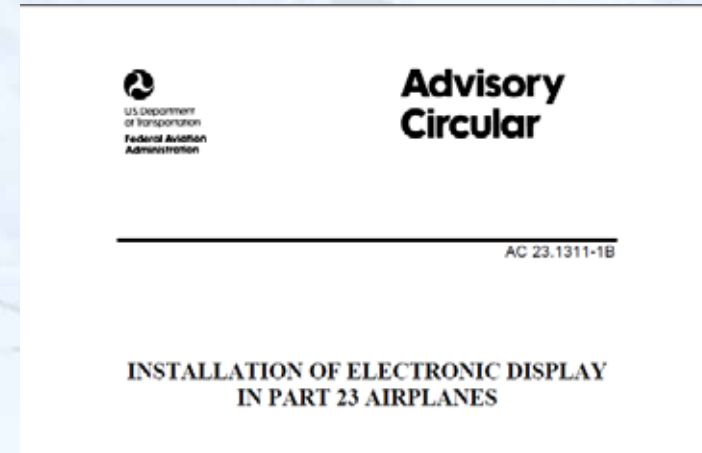 Advisory
Circular
U.S. Department
of Transportation
Federal Aviation
Administration
AC 23.1311-1B
INSTALLATION OF ELECTRONIC DISPLAY
IN PART 23 AIRPLANES